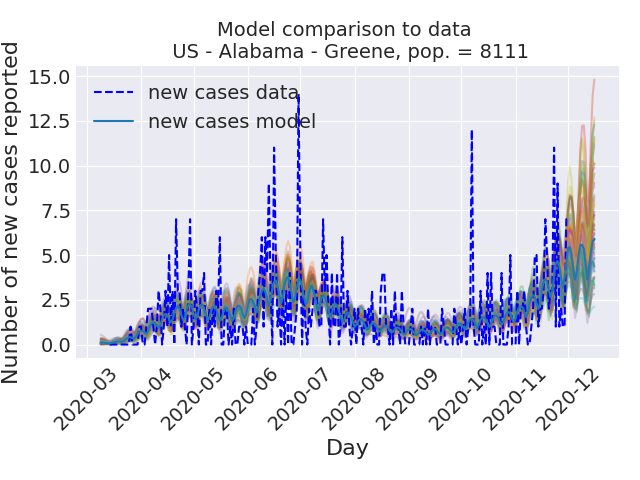 Model comparison to data
US - Alabama - Greene, pop. = 8111
Number of new cases reported
15.0
12.5
10.0
7.5
5.0
2.5
0.0
new cases data
new cases model
2020-03
2020-04
2020-05
2020-06
2020-07
2020-08
2020-09
2020-10
2020-11
2020-12
Day